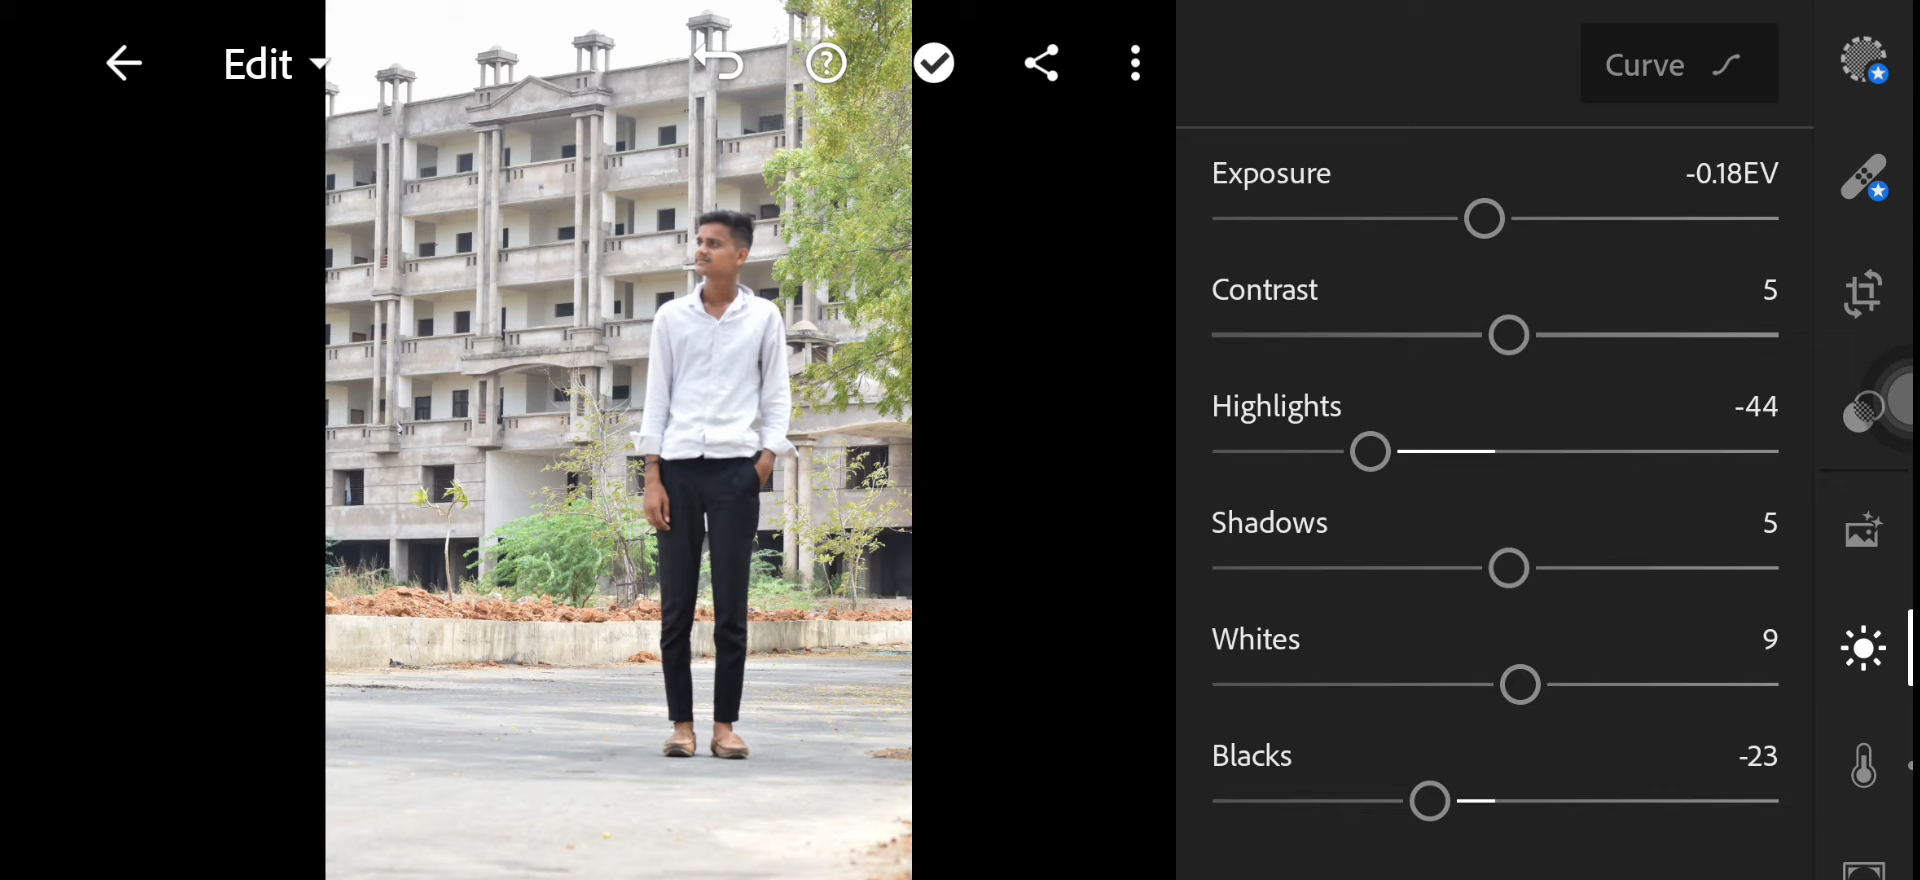 Edit
Curve
Exposure -0.18EV
Contrast 5
Highlights -44
Shadows 5
Whites 9
Blacks -23